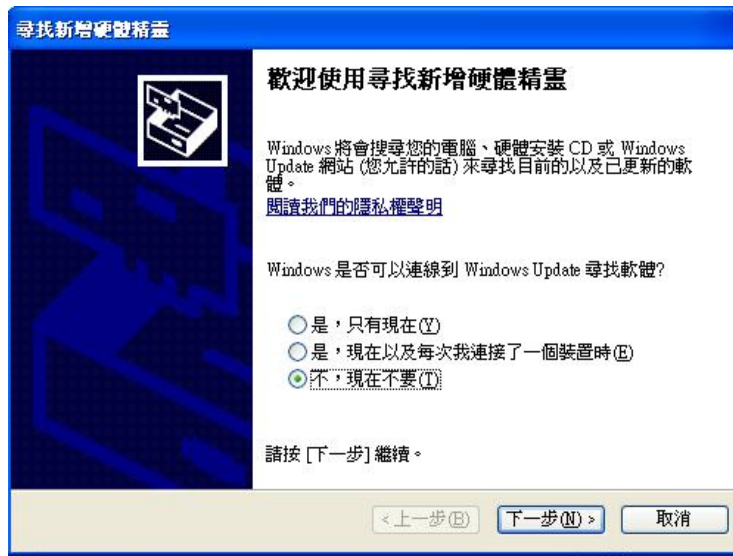 尋找新增硬體精靈
歡迎使用尋找新增硬體精靈
Windows 將會搜尋您的電腦、硬體安裝 CD 或 Windows
Update 網站 (您允許的話) 來尋找目前的以及已更新的軟
體。
閱讀我們的隱私權聲明
Windows 是否可以連線到 Windows Update 尋找軟體?
是，只有現在(Y)
是，現在以及每次我連接了一個裝置時(E)
不，現在不要(T)
請按 [下一步] 繼續。
<上一步(B) 下一步(N)> 取消